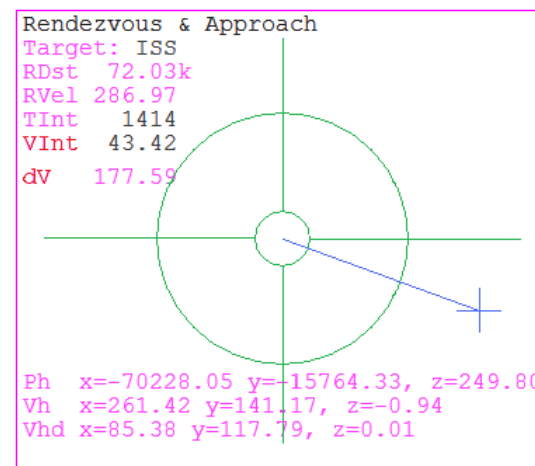 Rendezvous & Approach
Target: ISS
RDst 72.03k
RVel 286.97
TInt 1414
VInt 43.42
dV 177.59
Ph x=-70228.05 y=-15764.33, z=249.80
Vh x=261.42 y=141.17, z=-0.94
Vhd x=85.38 y=117.79, z=0.01